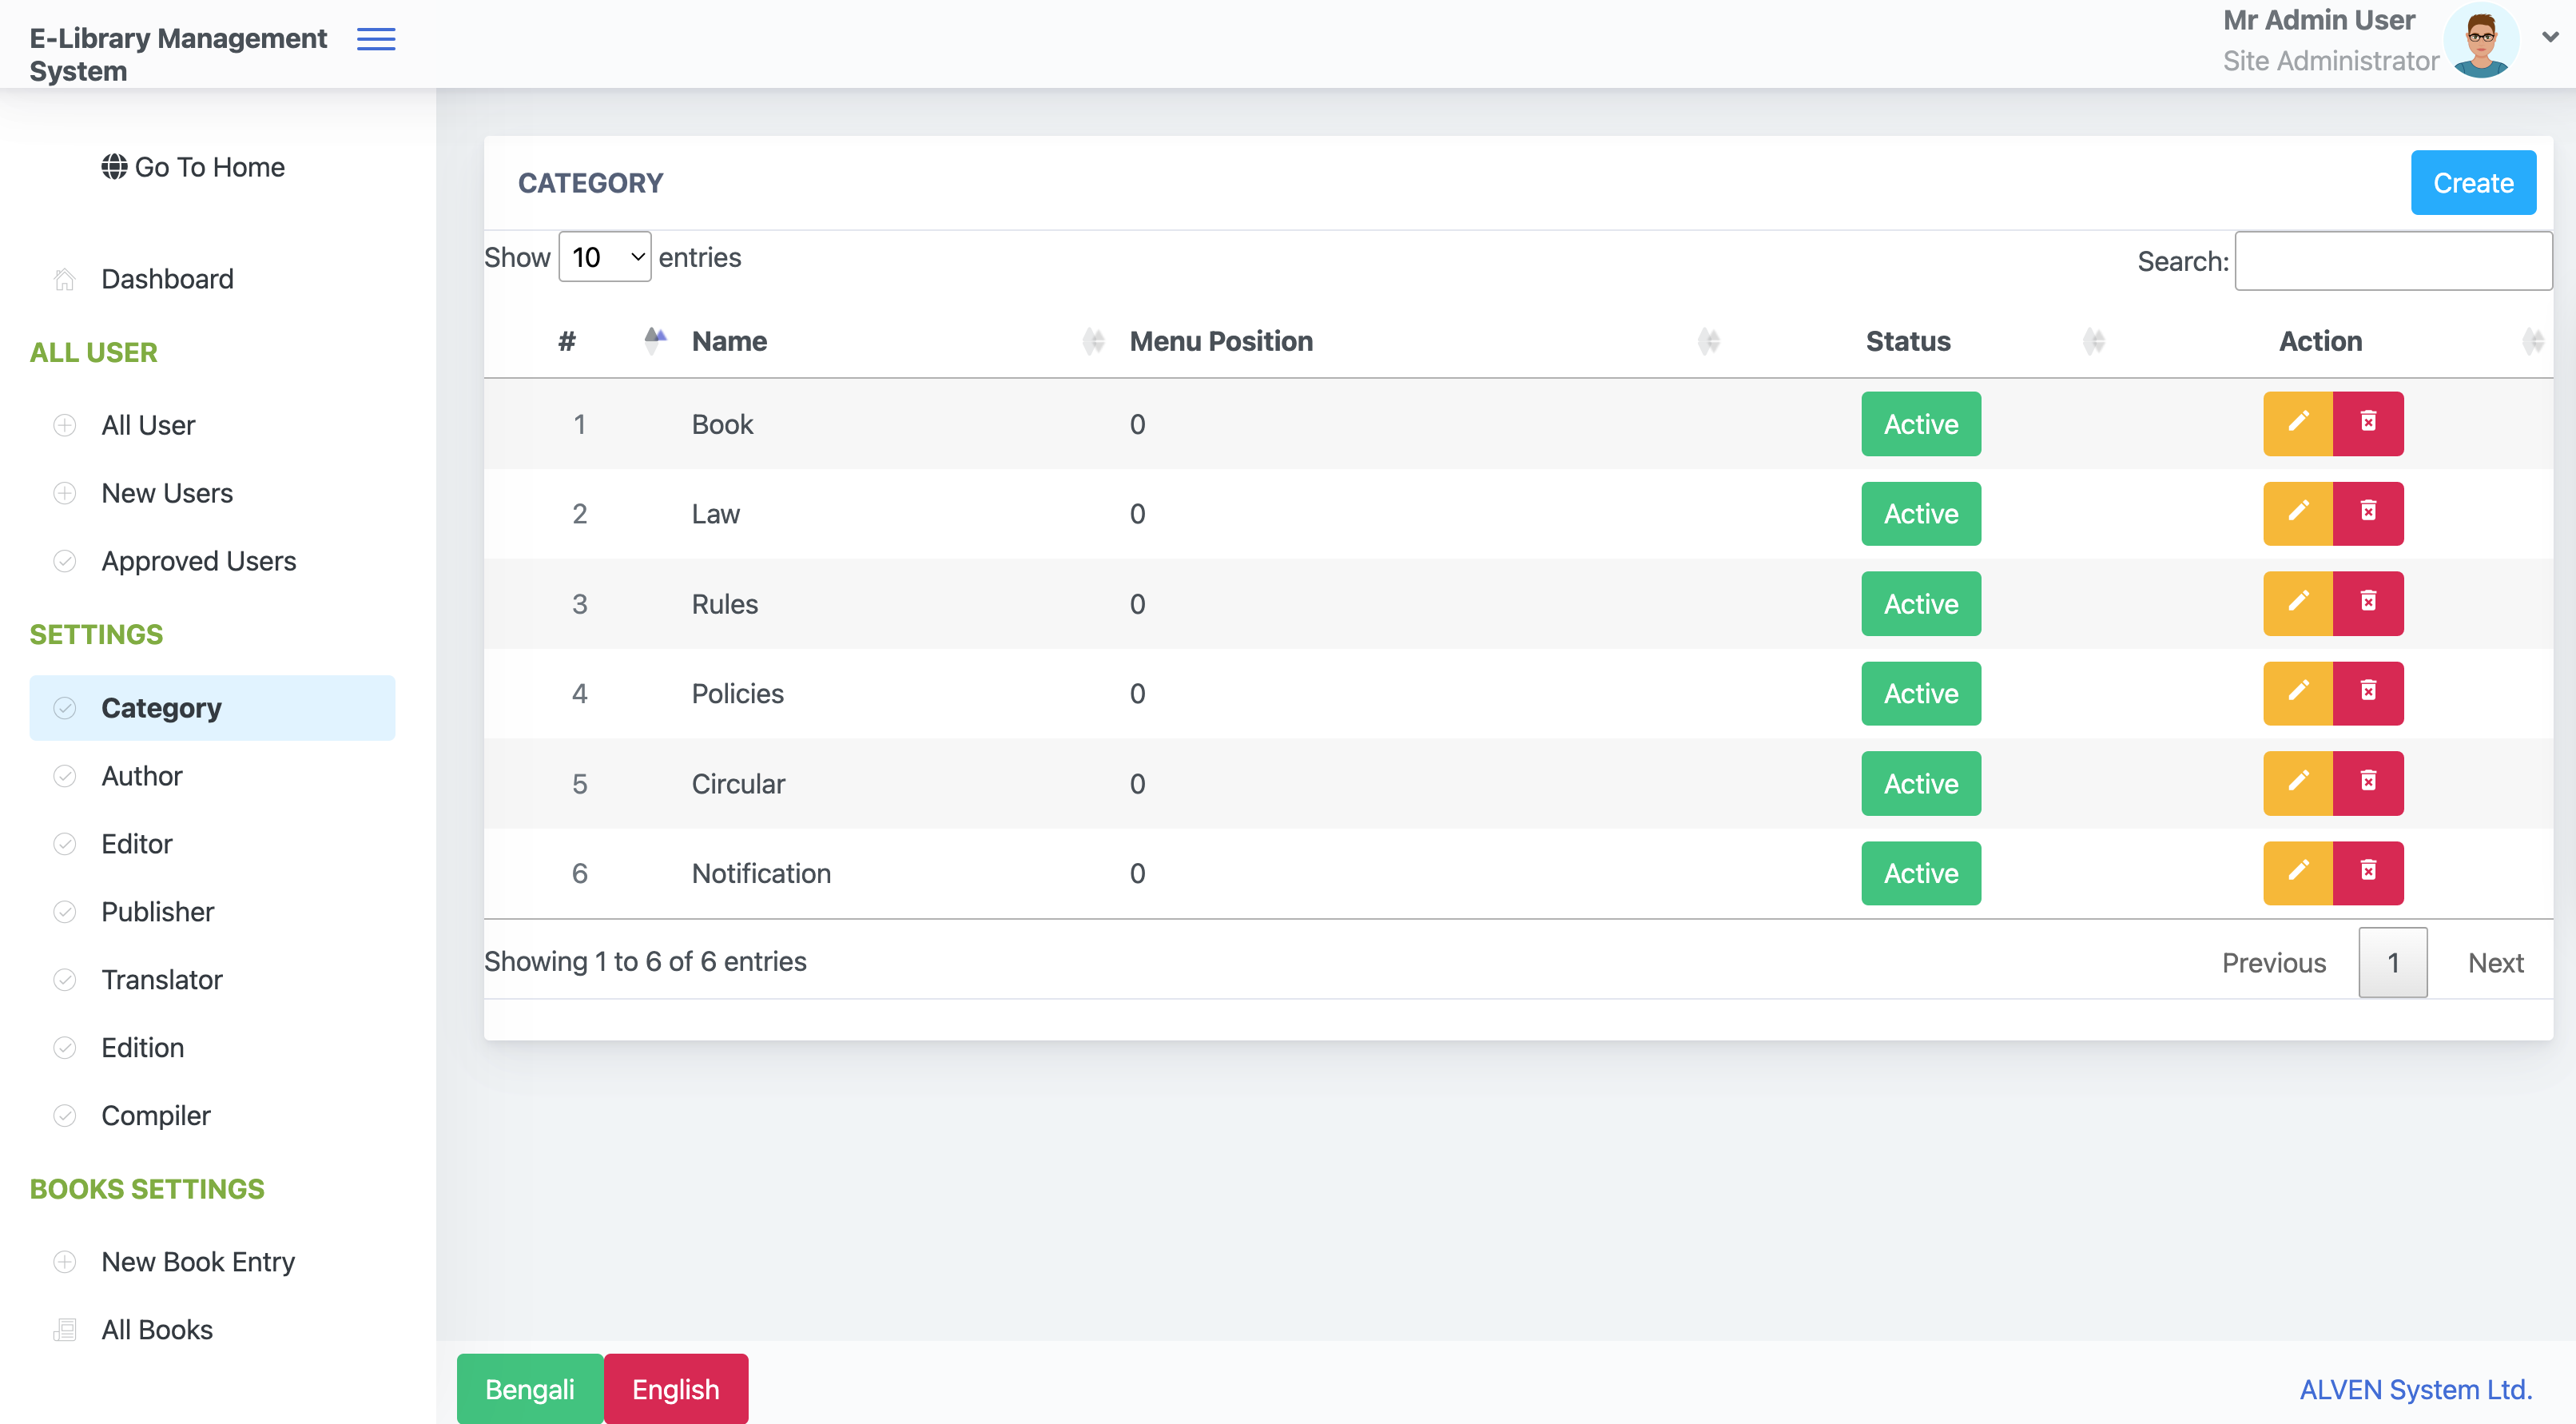 E-Library Management
System
Mr Admin User
Site Administrator
Go To Home
Dashboard
ALL USER
All User
New Users
Approved Users
SETTINGS
Category
Author
Editor
Publisher
Translator
Edition
Compiler
BOOKS SETTINGS
New Book Entry
All Books
CATEGORY
Create
Show 10 entries
Search:
# Name Menu Position Status Action
1 Book 0 Active
2 Law 0 Active
3 Rules 0 Active
4 Policies 0 Active
5 Circular 0 Active
6 Notification 0 Active
Showing 1 to 6 of 6 entries
Previous 1 Next
Bengali English
ALVEN System Ltd.